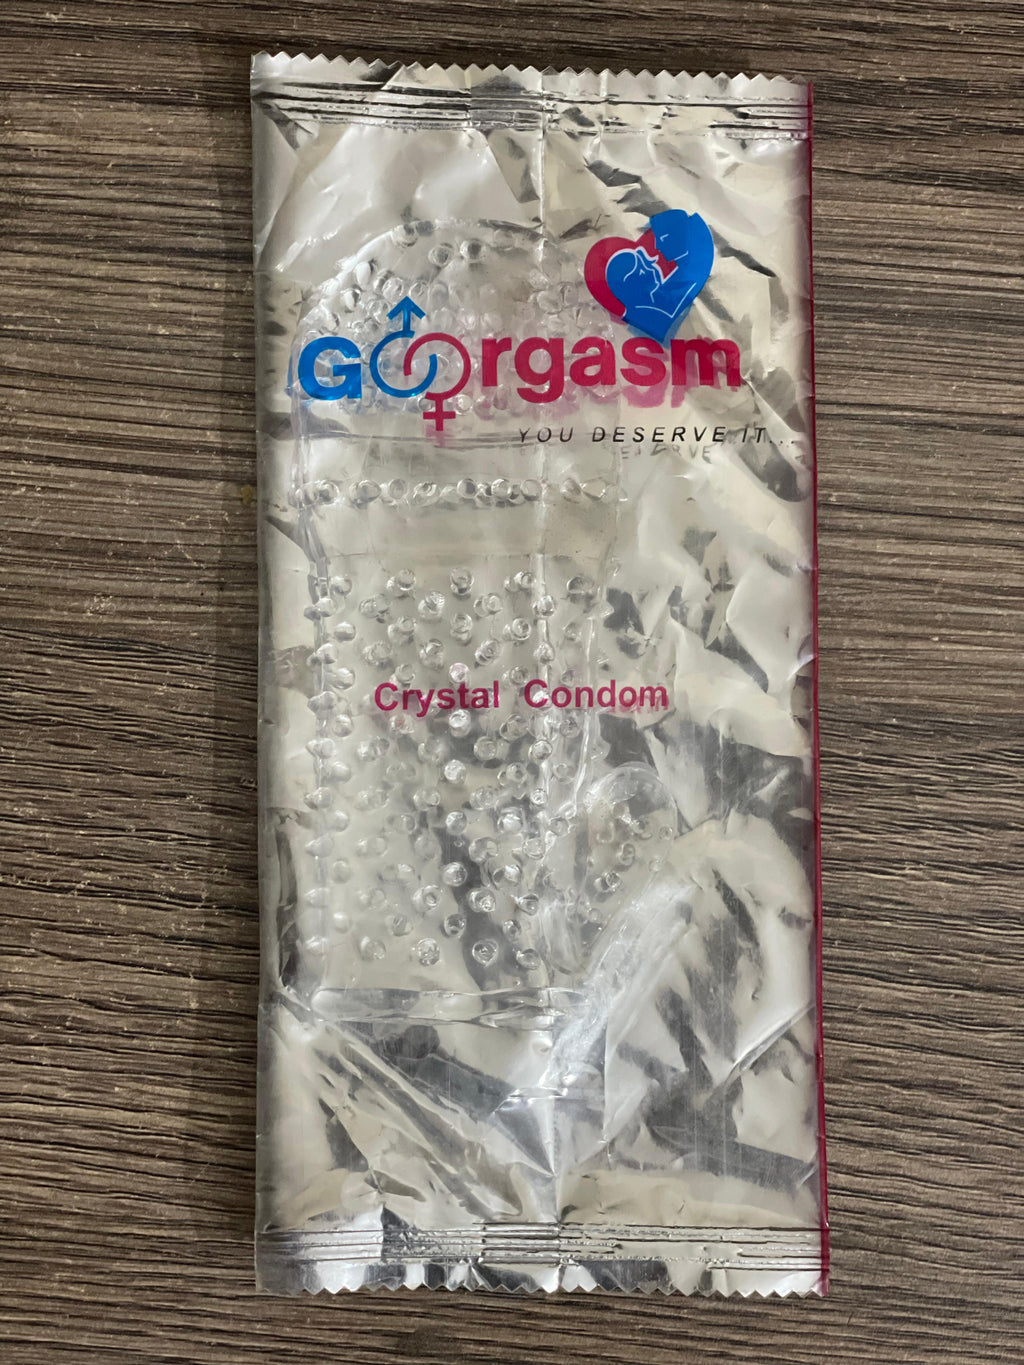 GOOrgasm
YOU DESERVE IT...
Crystal Condom